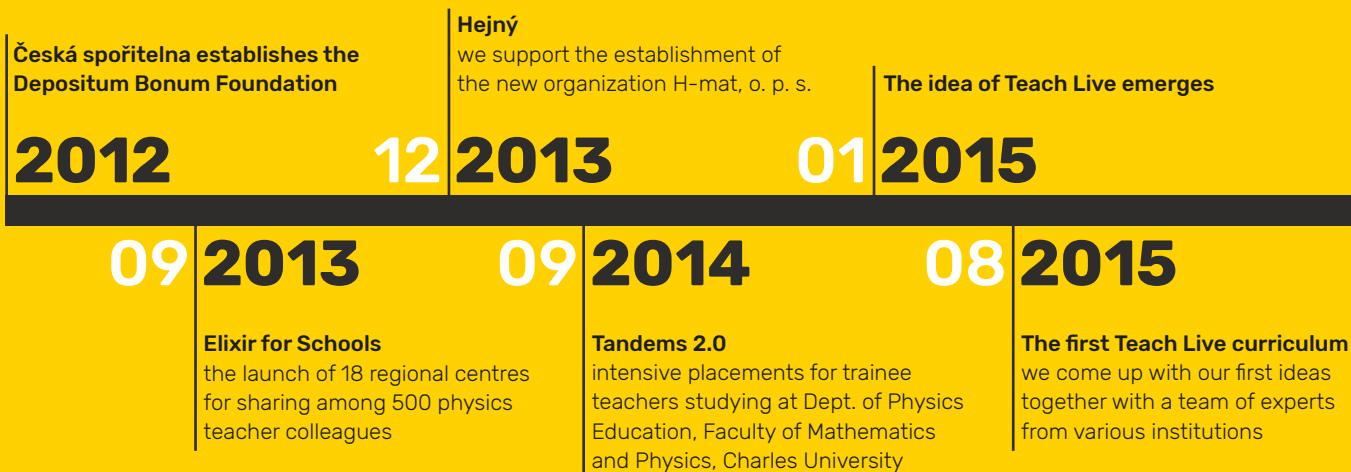 Česká spořitelna establishes the
Depositum Bonum Foundation
2012
Hejný
we support the establishment of
the new organization H-mat, o. p. s.
12 2013
The idea of Teach Live emerges
01 2015
09 2013
Elixir for Schools
the launch of 18 regional centres
for sharing among 500 physics
teacher colleagues
09 2014
Tandems 2.0
intensive placements for trainee
teachers studying at Dept. of Physics
Education, Faculty of Mathematics
and Physics, Charles University
08 2015
The first Teach Live curriculum
we come up with our first ideas
together with a team of experts
from various institutions